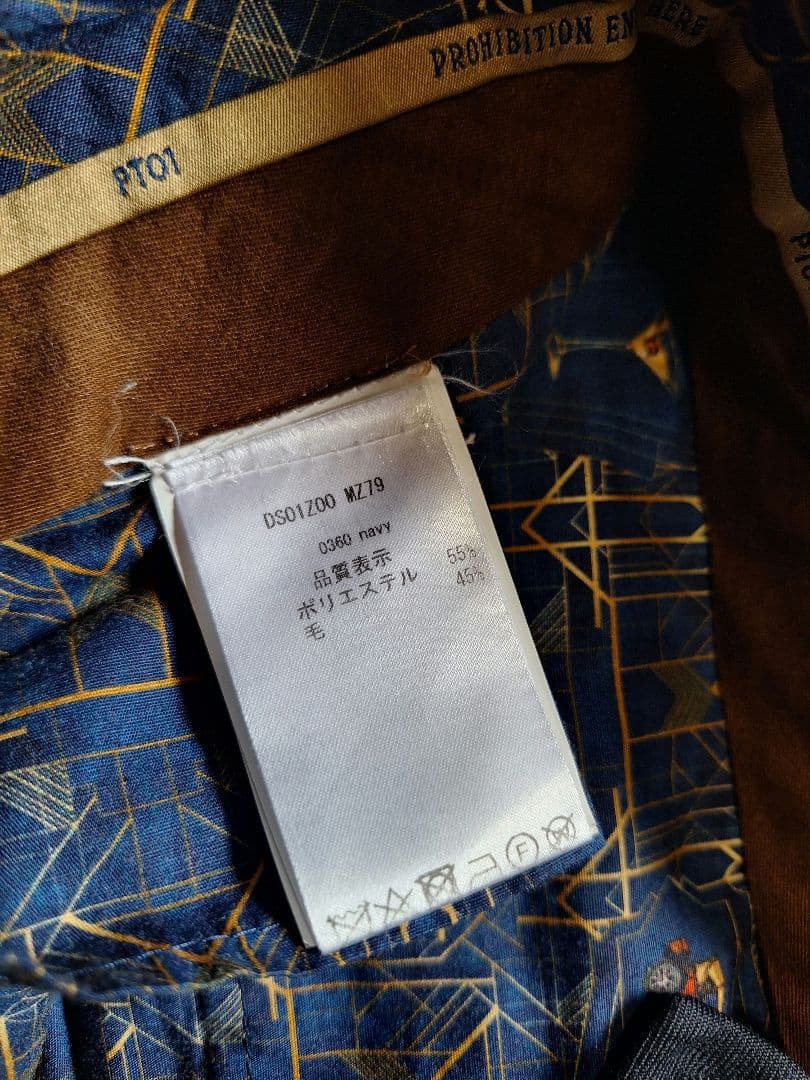 PROHIBITION EN
HERE
PT01
DS01Z00 MZ79
0360 navy
品質表示
ポリエステル 55%
毛 45%
F